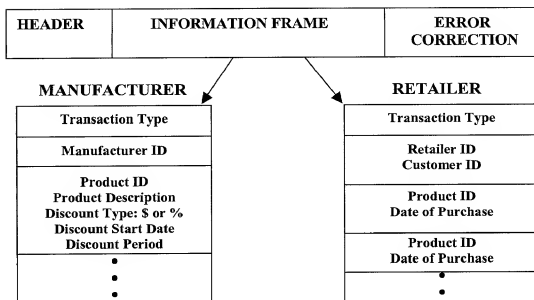 HEADER
INFORMATION FRAME
ERROR
CORRECTION
MANUFACTURER
Transaction Type
Manufacturer ID
Product ID
Product Description
Discount Type: $ or %
Discount Start Date
Discount Period
RETAILER
Transaction Type
Retailer ID
Customer ID
Product ID
Date of Purchase
Product ID
Date of Purchase